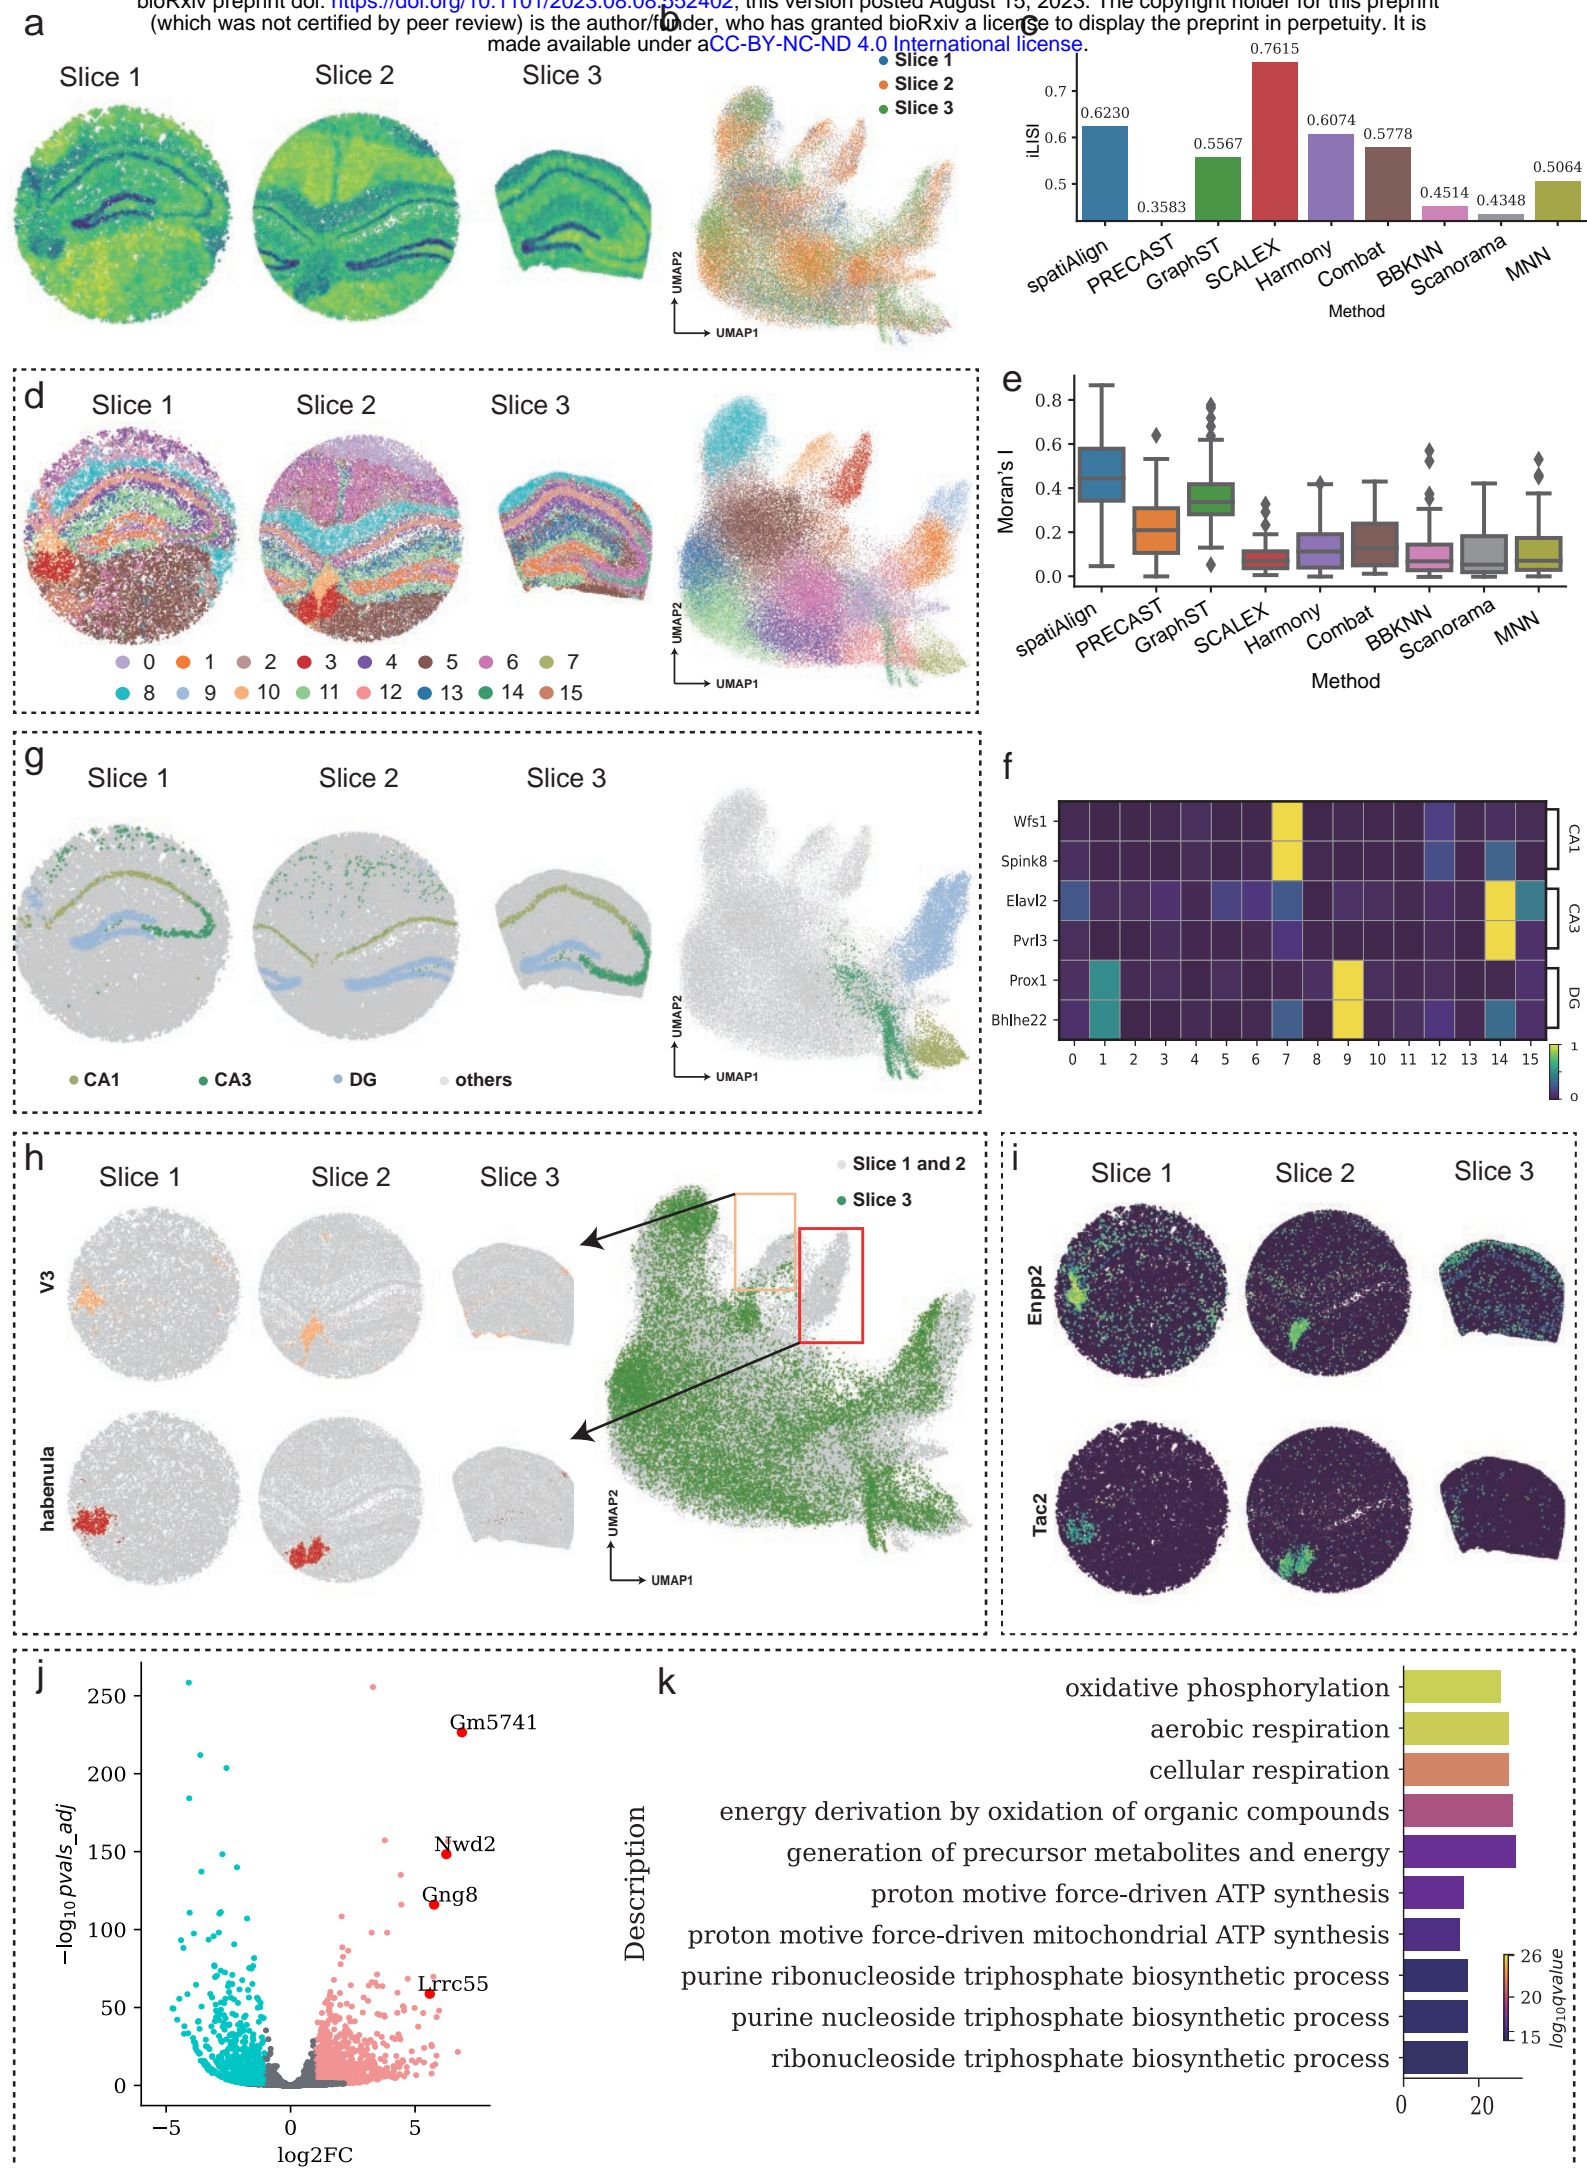 bioRxiv preprint doi: https://doi.org/10.1101/2023.08.08.552402; this version posted August 15, 2023. The copyright holder for this preprint
(which was not certified by peer review) is the author/funder, who has granted bioRxiv a license to display the preprint in perpetuity. It is
made available under aCC-BY-NC-ND 4.0 International license.
a
Slice 1
Slice 2
Slice 3
b
Slice 1
Slice 2
Slice 3
UMAP2
UMAP1
c
iLISI
0.7
0.6
0.5
0.6230
0.3583
0.5567
0.7615
0.6074
0.5778
0.4514
0.4348
0.5064
spatiAlign
PRECAST
GraphST
SCALEX
Harmony
Combat
BBKNN
Scanorama
MNN
Method
d
Slice 1
Slice 2
Slice 3
0 1 2 3 4 5 6 7
8 9 10 11 12 13 14 15
UMAP2
UMAP1
e
Moran's I
0.8
0.6
0.4
0.2
0.0
spatiAlign
PRECAST
GraphST
SCALEX
Harmony
Combat
BBKNN
Scanorama
MNN
Method
g
Slice 1
Slice 2
Slice 3
CA1
CA3
DG
others
UMAP2
UMAP1
f
Wfs1
Spink8
Elavl2
Pvrl3
Prox1
Bhlhe22
CA1
CA3
DG
0 1 2 3 4 5 6 7 8 9 10 11 12 13 14 15
1
0
h
Slice 1
Slice 2
Slice 3
Slice 1 and 2
Slice 3
V3
habenula
UMAP2
UMAP1
i
Slice 1
Slice 2
Slice 3
Enpp2
Tac2
j
−log10 pvals_adj
250
200
150
100
50
0
Gm5741
Nwd2
Gng8
Lrrc55
−5 0 5
log2FC
k
Description
oxidative phosphorylation
aerobic respiration
cellular respiration
energy derivation by oxidation of organic compounds
generation of precursor metabolites and energy
proton motive force-driven ATP synthesis
proton motive force-driven mitochondrial ATP synthesis
purine ribonucleoside triphosphate biosynthetic process
purine nucleoside triphosphate biosynthetic process
ribonucleoside triphosphate biosynthetic process
0 20
26
20
15
log10qvalue